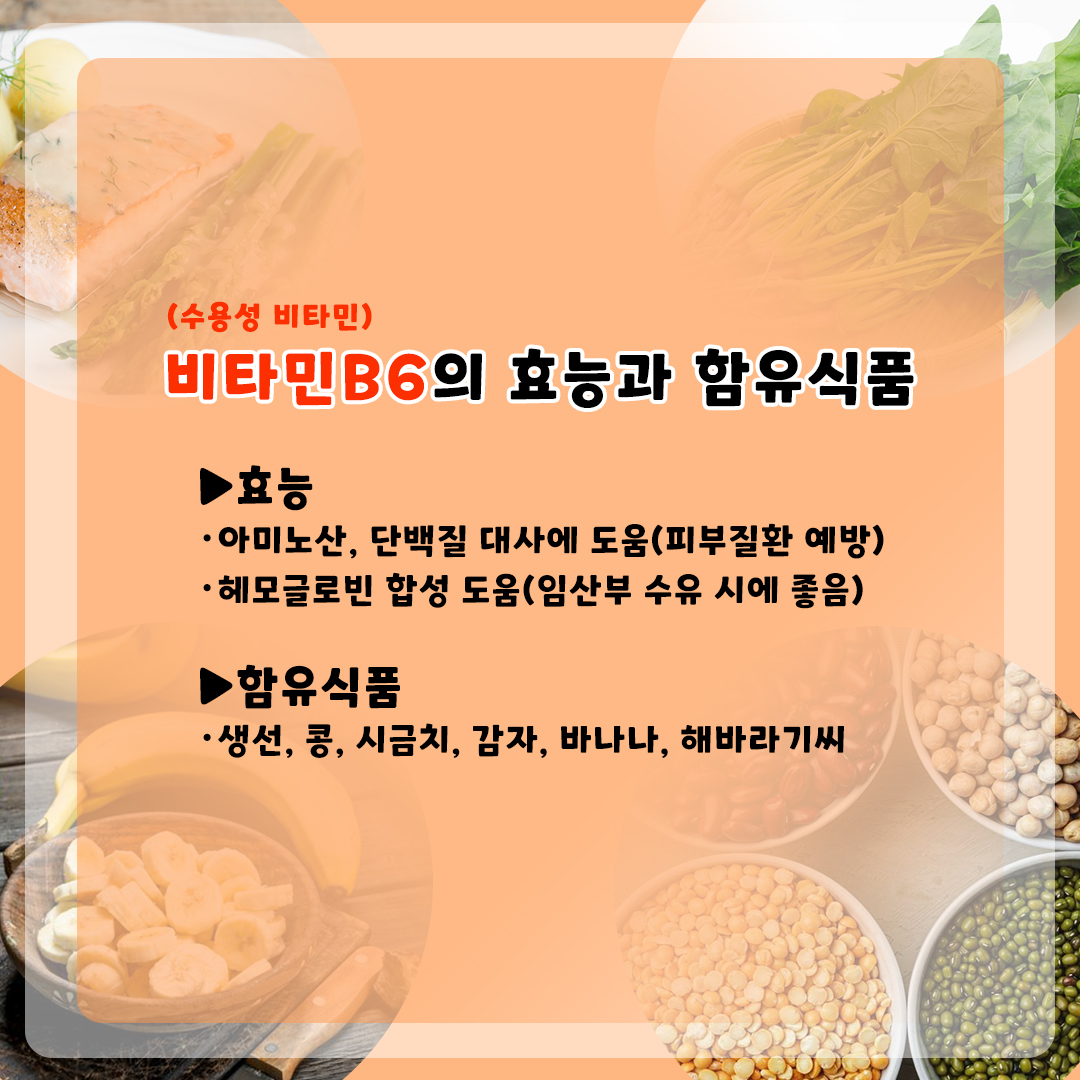 (수용성 비타민)
비타민B6의 효능과 함유식품
▶효능
·아미노산, 단백질 대사에 도움(피부질환 예방)
·헤모글로빈 합성 도움(임산부 수유 시에 좋음)
▶함유식품
·생선, 콩, 시금치, 감자, 바나나, 해바라기씨